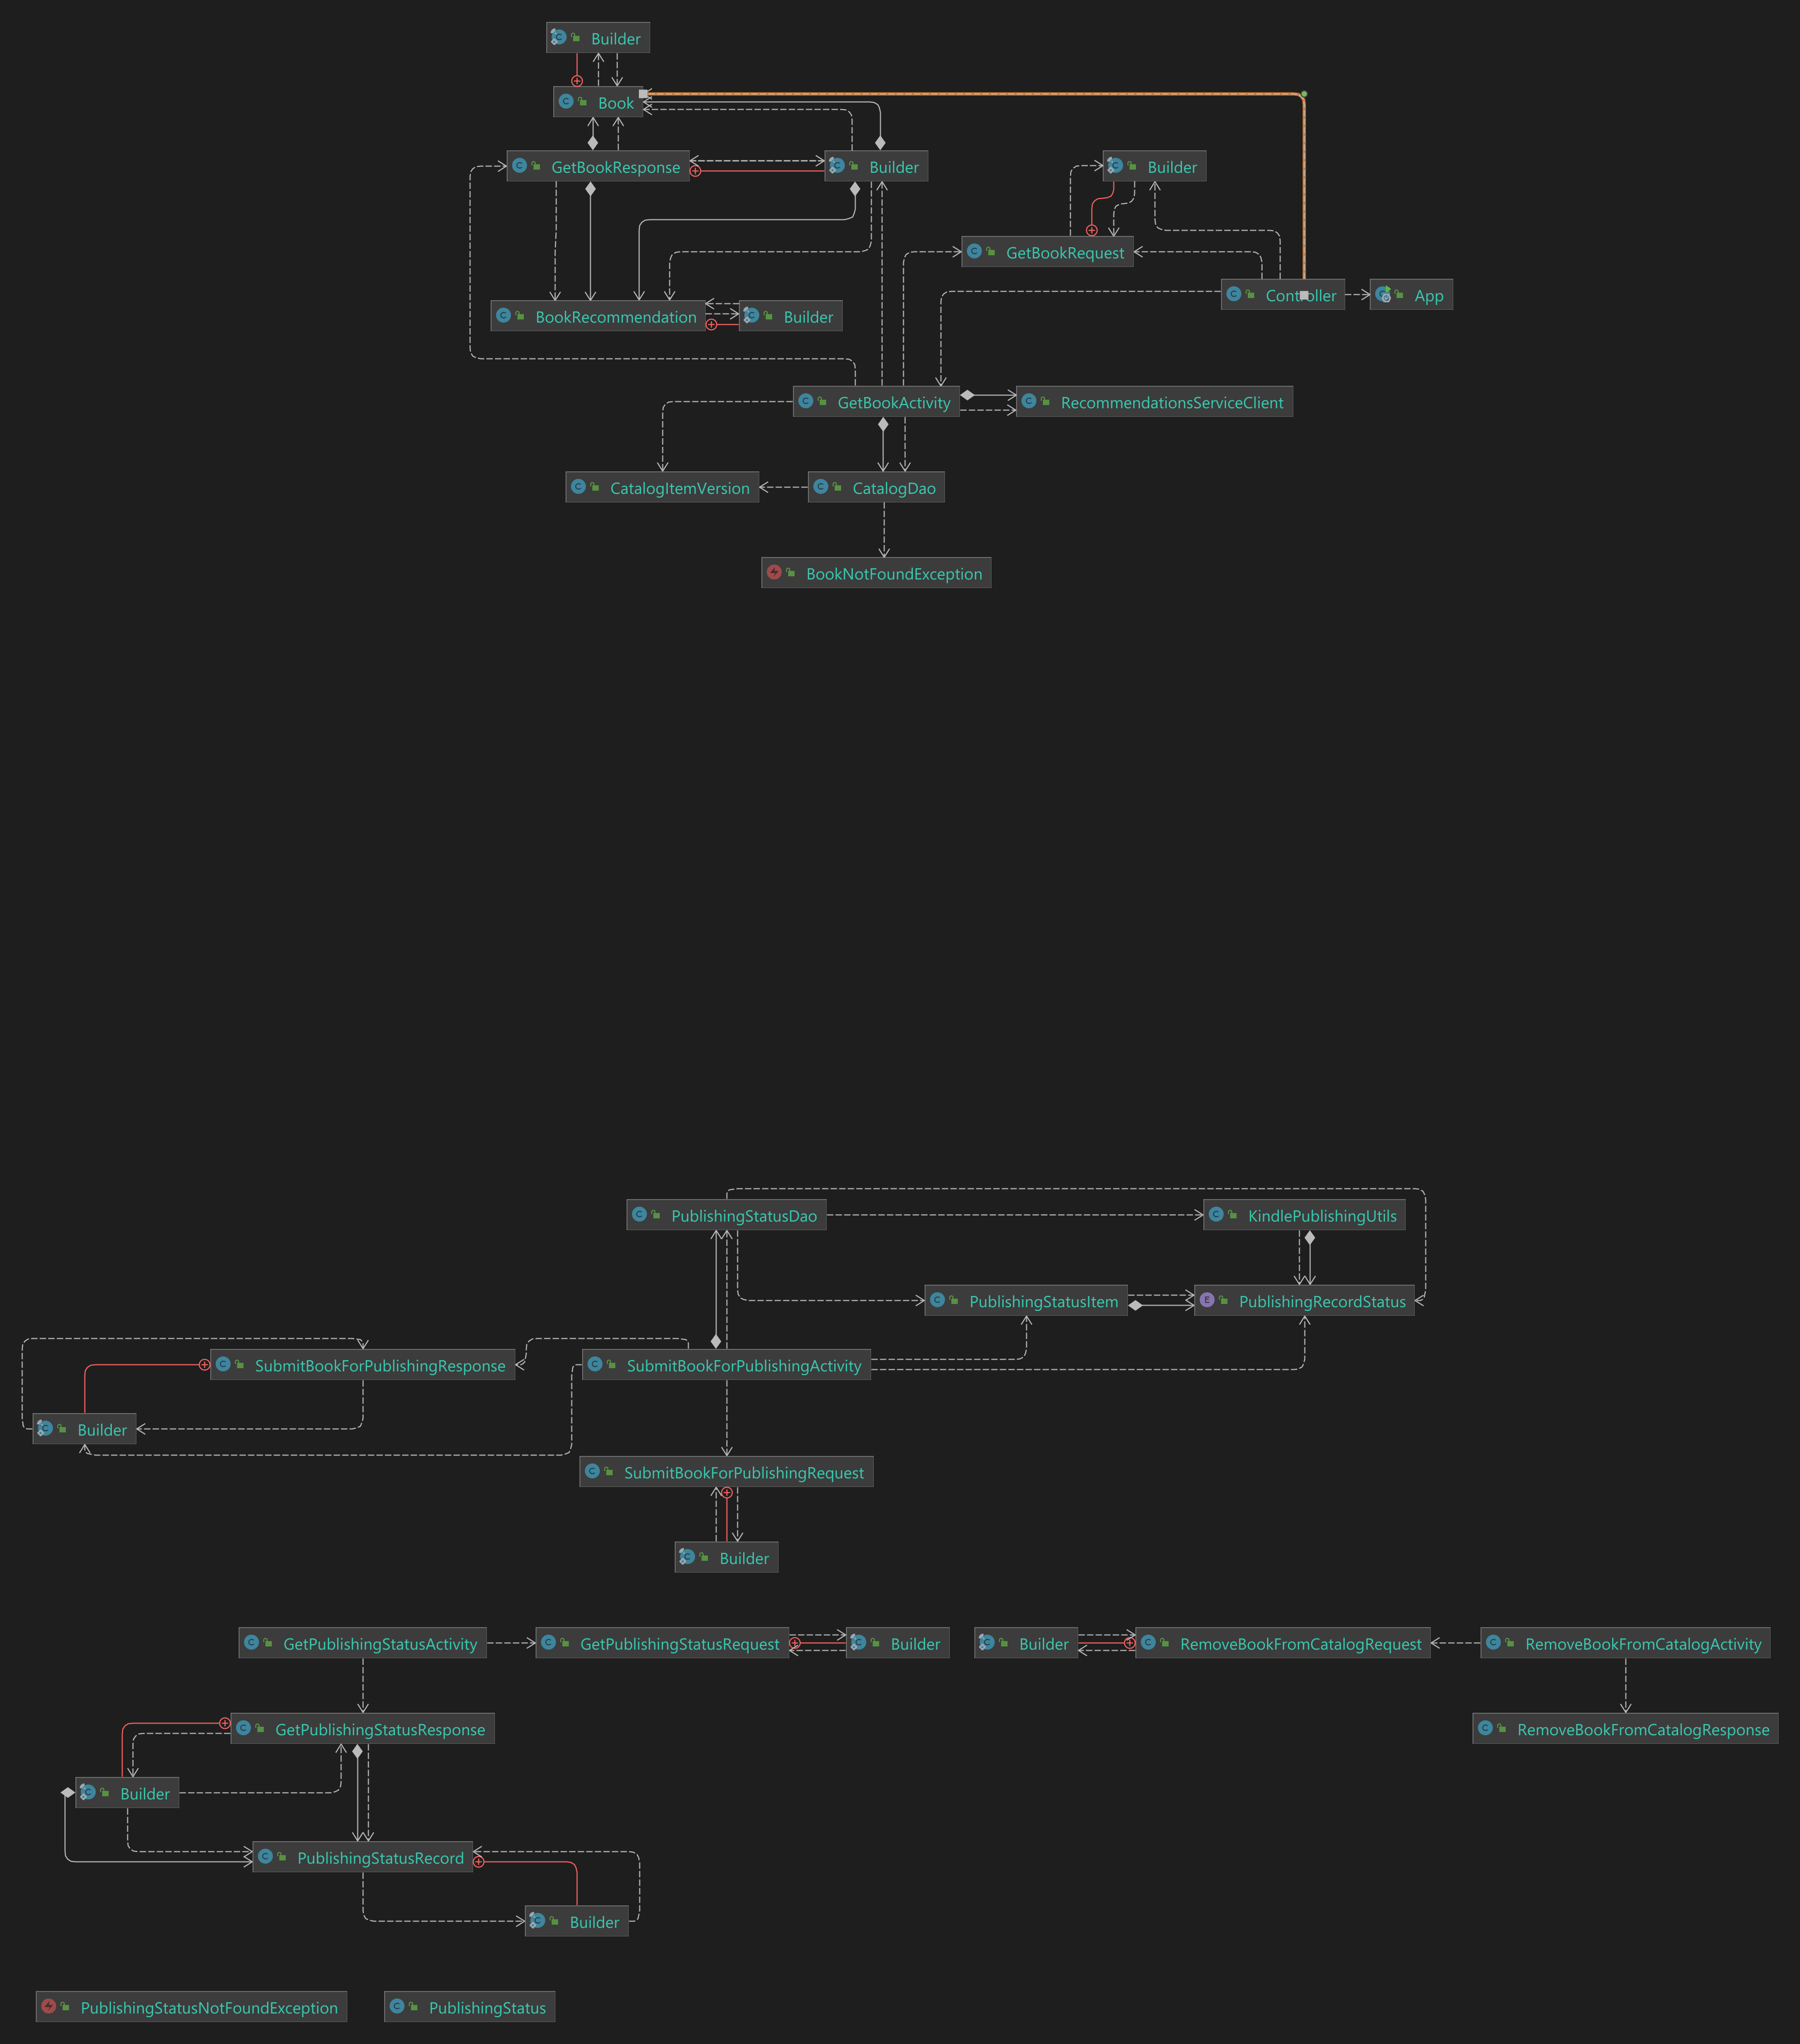 Builder
Book
GetBookResponse
Builder
Builder
GetBookRequest
Controller
App
BookRecommendation
Builder
GetBookActivity
RecommendationsServiceClient
CatalogItemVersion
CatalogDao
BookNotFoundException
PublishingStatusDao
KindlePublishingUtils
PublishingStatusItem
PublishingRecordStatus
SubmitBookForPublishingResponse
SubmitBookForPublishingActivity
Builder
SubmitBookForPublishingRequest
Builder
GetPublishingStatusActivity
GetPublishingStatusRequest
Builder
Builder
RemoveBookFromCatalogRequest
RemoveBookFromCatalogActivity
GetPublishingStatusResponse
RemoveBookFromCatalogResponse
Builder
PublishingStatusRecord
Builder
PublishingStatusNotFoundException
PublishingStatus